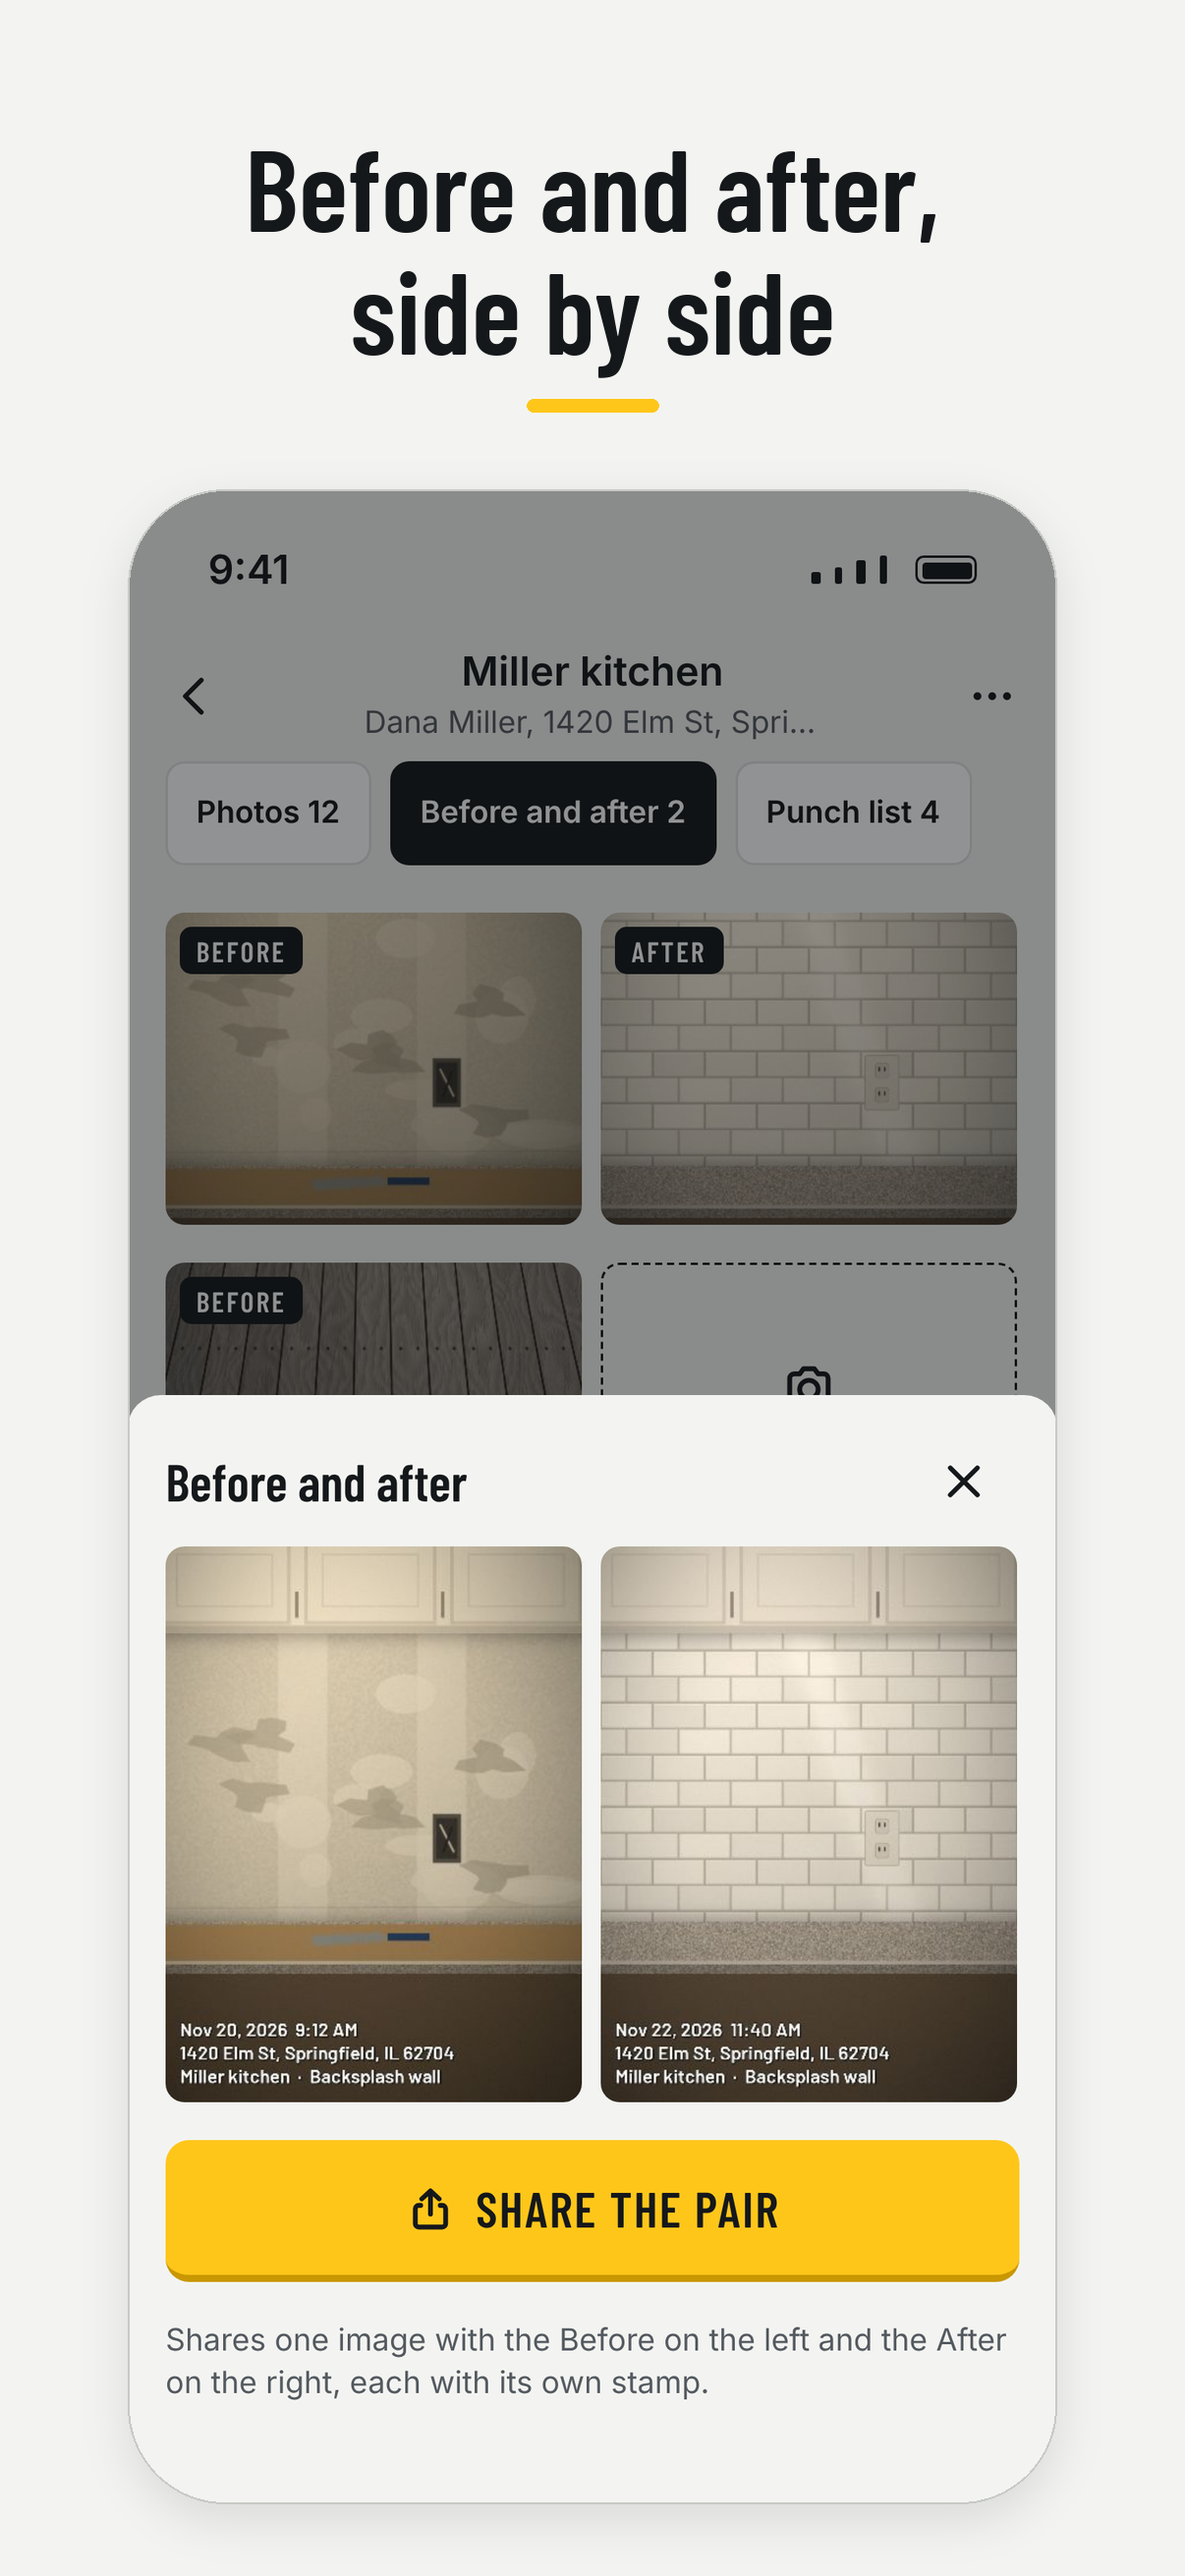 Before and after,
side by side
9:41
Miller kitchen
Dana Miller, 1420 Elm St, Spri...
Photos 12
Before and after 2
Punch list 4
BEFORE
AFTER
BEFORE
Before and after
Nov 20, 2026 9:12 AM
1420 Elm St, Springfield, IL 62704
Miller kitchen · Backsplash wall
Nov 22, 2026 11:40 AM
1420 Elm St, Springfield, IL 62704
Miller kitchen · Backsplash wall
SHARE THE PAIR
Shares one image with the Before on the left and the After
on the right, each with its own stamp.